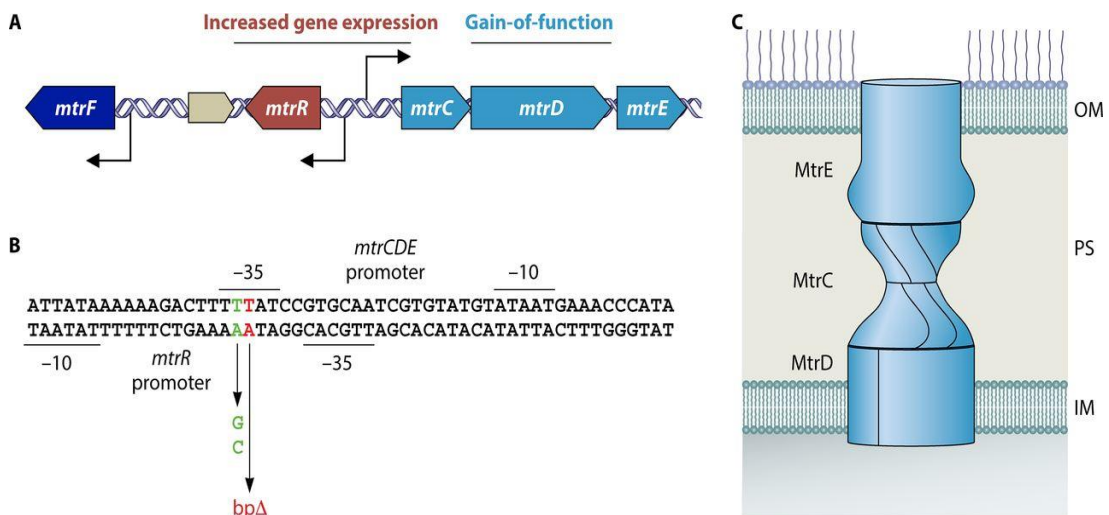 A
Increased gene expression
Gain-of-function
mtrF
mtrR
mtrC
mtrD
mtrE
B
mtrCDE
promoter
–35
–10
ATTATAAAAAAGACTTTTTATCCGTGCAATCGTGTATGTATAATGAAACCCATA
TAATATTTTTTCTGAAAAATAGGCACGTTAGCACATACATATTACTTTGGGTAT
–10
mtrR
promoter
–35
G
C
bpΔ
C
OM
MtrE
PS
MtrC
MtrD
IM